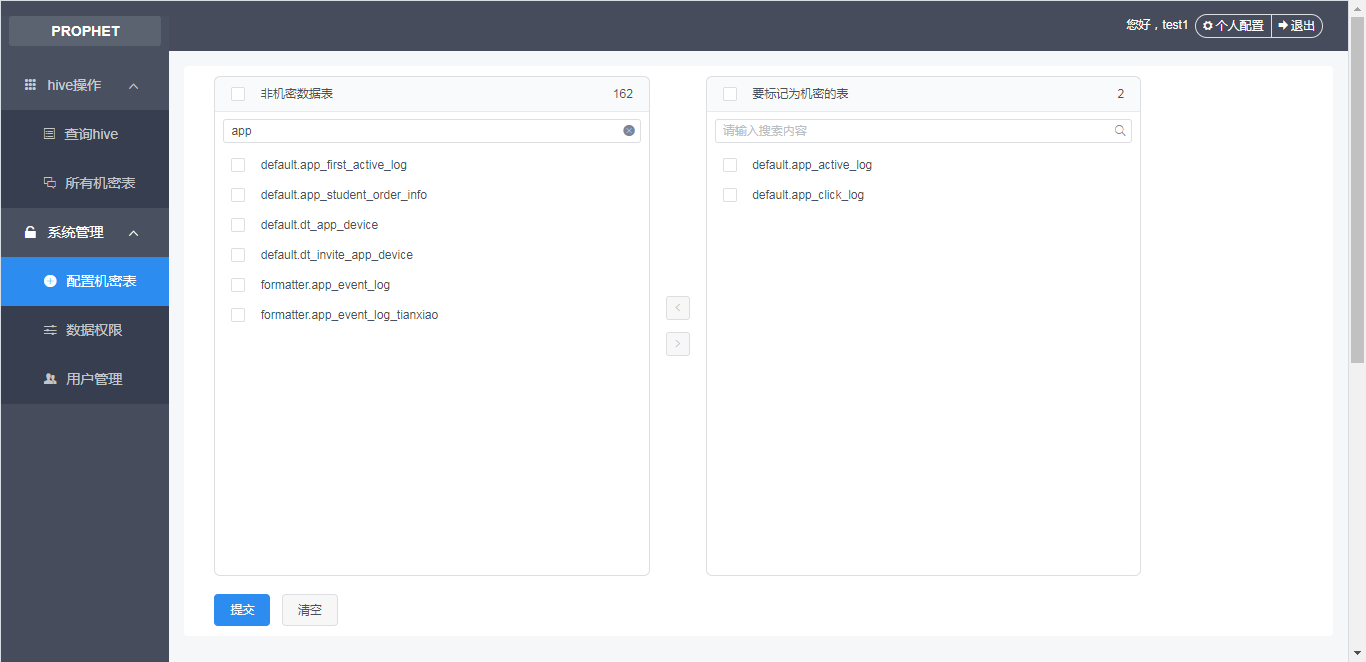 PROPHET
您好，test1
个人配置
退出
hive操作
查询hive
所有机密表
系统管理
配置机密表
数据权限
用户管理
非机密数据表 162
app
default.app_first_active_log
default.app_student_order_info
default.dt_app_device
default.dt_invite_app_device
formatter.app_event_log
formatter.app_event_log_tianxiao
要标记为机密的表 2
请输入搜索内容
default.app_active_log
default.app_click_log
提交
清空